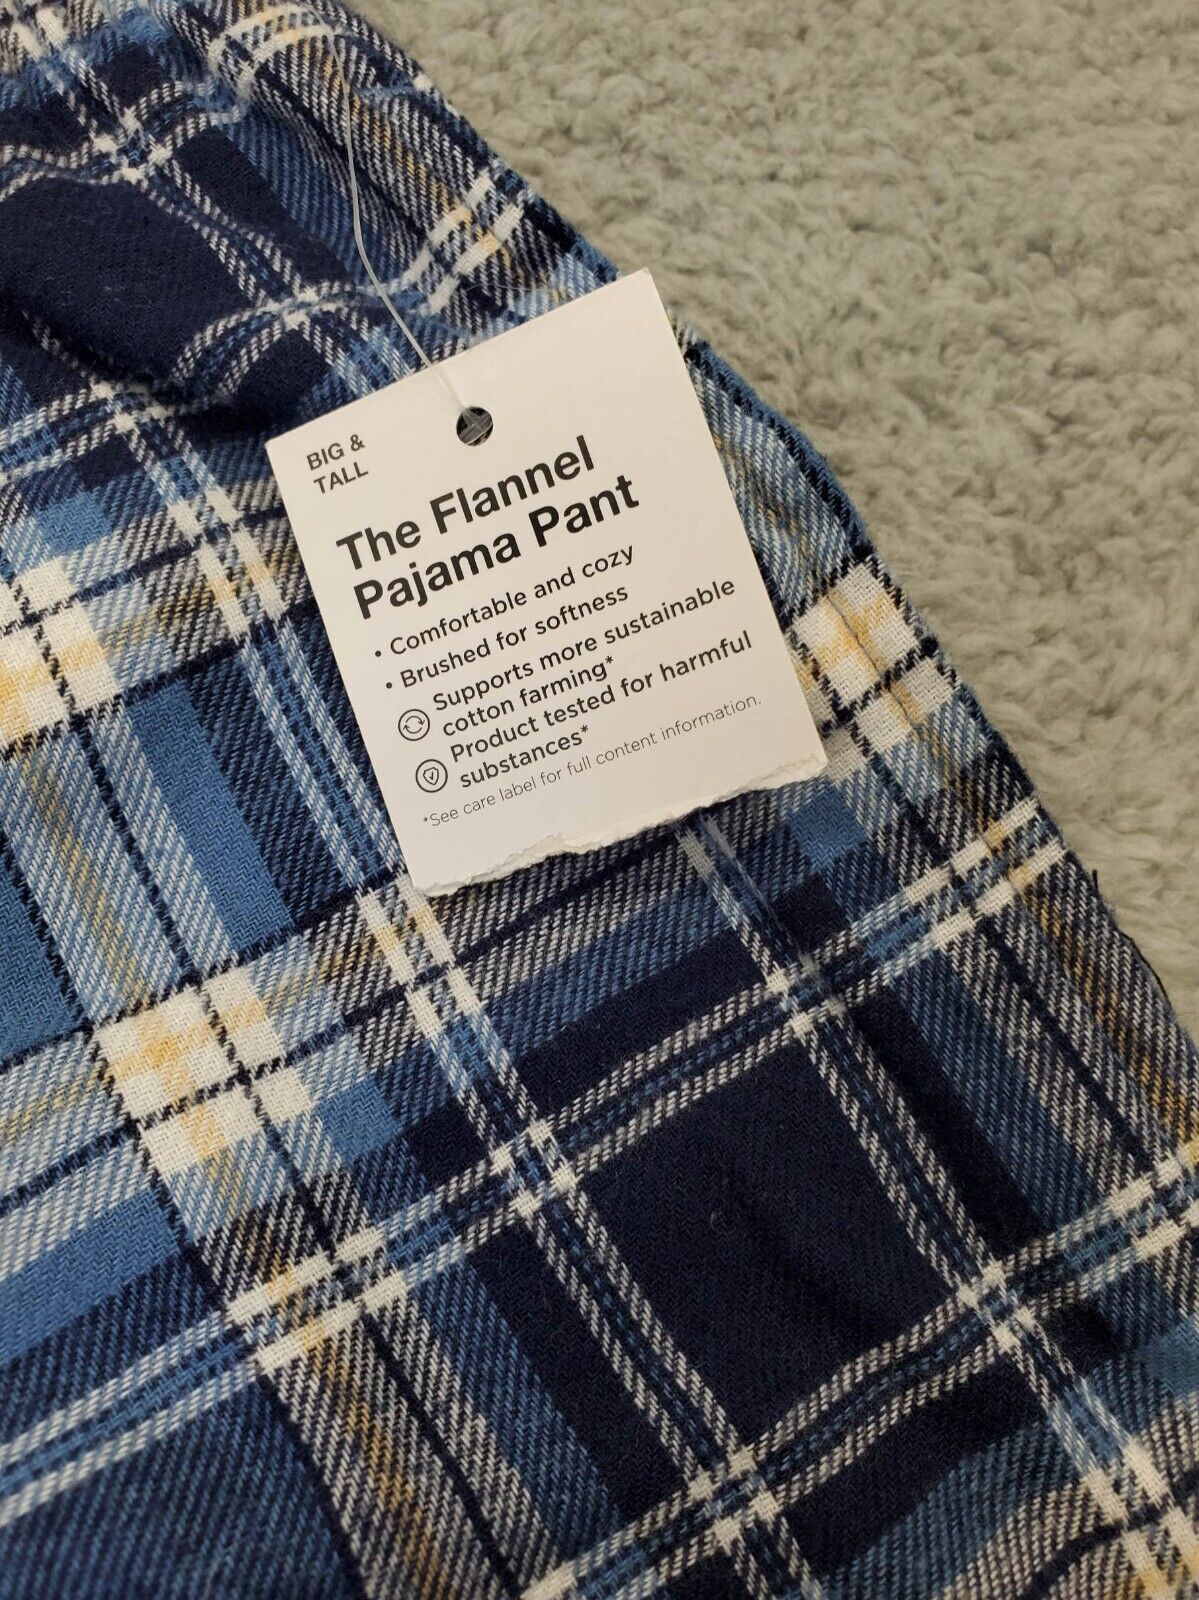 BIG &
TALL
The Flannel
Pajama Pant
• Comfortable and cozy
• Brushed for softness
Supports more sustainable
cotton farming*
Product tested for harmful
substances*
*See care label for full content information.